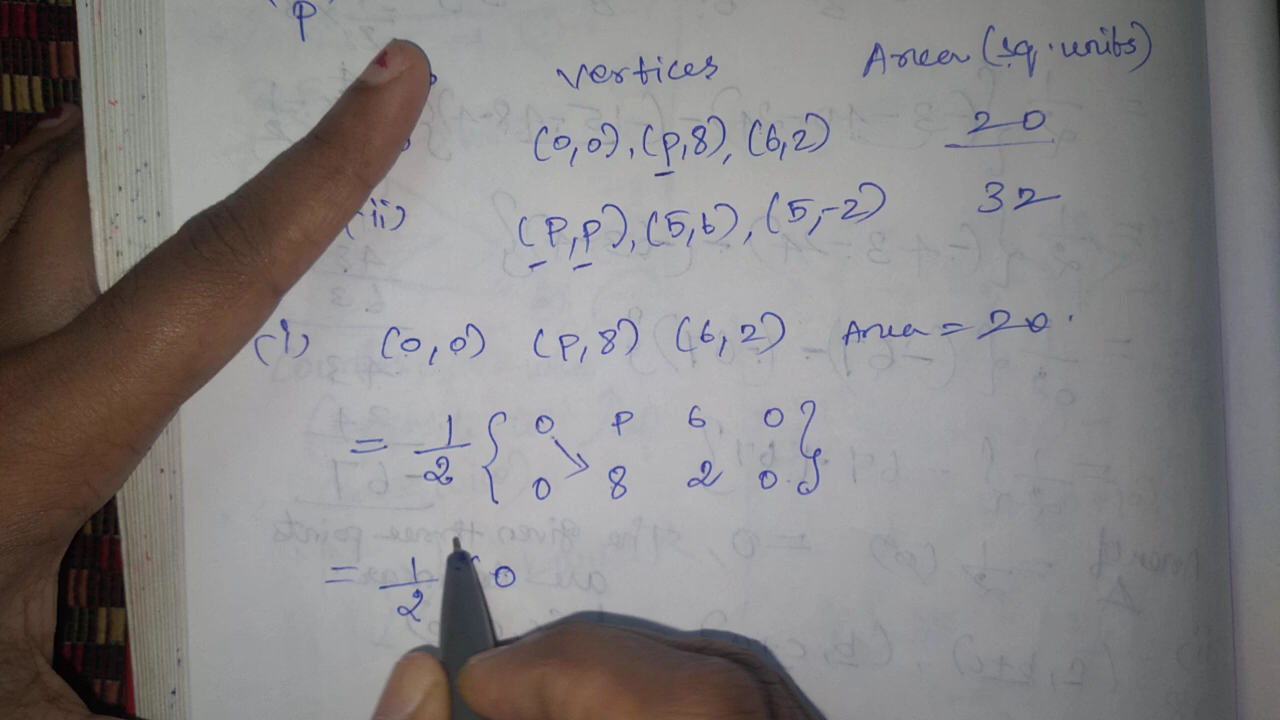 'p'
vertices Area (sq.units)
(0,0), (p,8), (6,2) 20
(ii) (P,P), (5,6), (5,-2) 32
(i) (0,0) (P,8) (6,2) Area = 20.
= 1/2 { 0 P 6 0 }
0 8 2 0
= 1/2 { 0